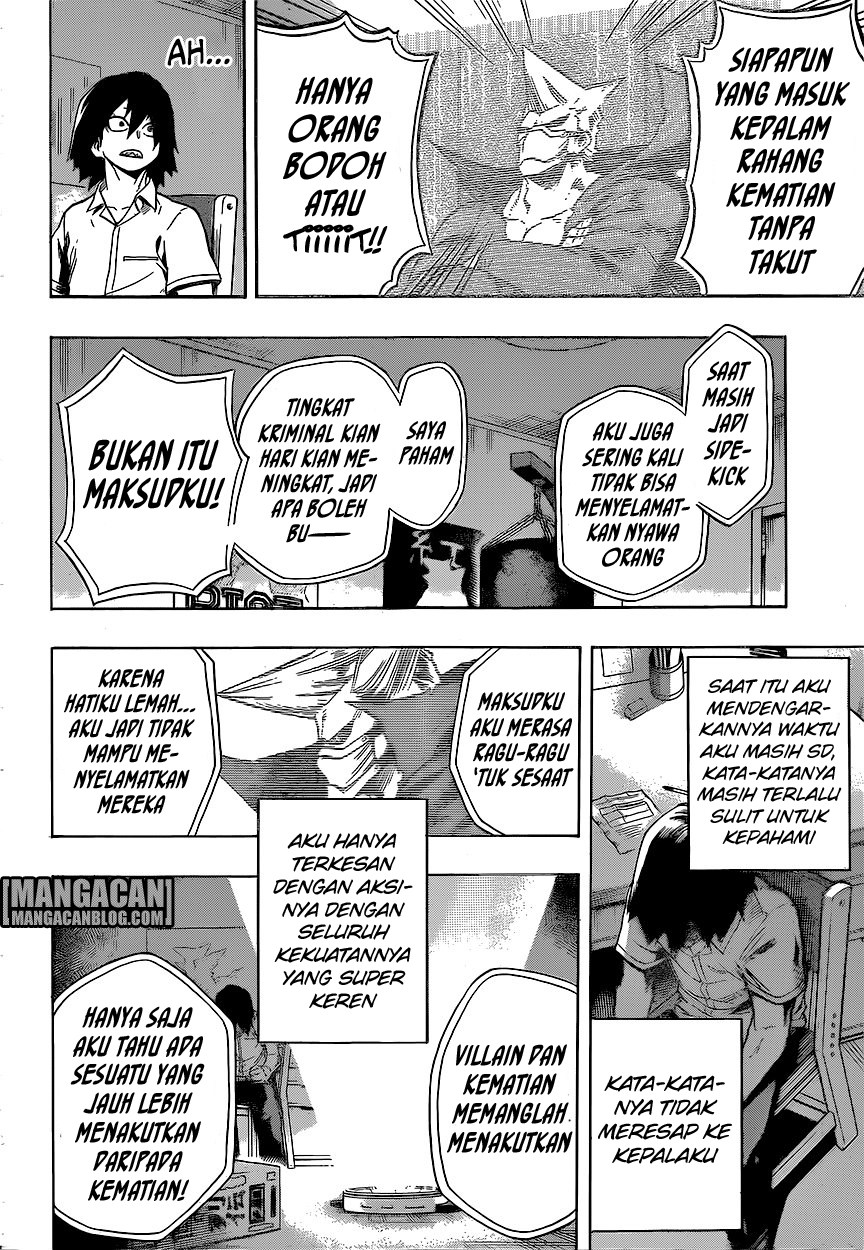 SIAPAPUN
YANG MASUK
KEDALAM
RAHANG
KEMATIAN
TANPA
TAKUT
HANYA
ORANG
BODOH
ATAU
AH...
SAAT
MASIH
JADI
SIDE-
KICK
AKU JUGA
SERING KALI
TIDAK BISA
MENYELAMAT-
KAN NYAWA
ORANG
SAYA
PAHAM
TINGKAT
KRIMINAL KIAN
HARI KIAN ME-
NINGKAT, JADI
APA BOLEH
BU—
BUKAN ITU
MAKSUDKU!
SAAT ITU AKU
MENDENGAR-
KANNYA WAKTU
AKU MASIH SD,
KATA-KATANYA
MASIH TERLALU
SULIT UNTUK
KEPAHAMI
KATA-KATA-
NYA TIDAK
MERESAP KE
KEPALAKU
MAKSUDKU
AKU MERASA
RAGU-RAGU
'TUK SESAAT
KARENA
HATIKU LEMAH...
AKU JADI TIDAK
MAMPU ME-
NYELAMATKAN
MEREKA
AKU HANYA
TERKESAN
DENGAN AKSI-
NYA DENGAN
SELURUH
KEKUATANNYA
YANG SUPER
KEREN
VILLAIN DAN
KEMATIAN
MEMANGLAH
MENAKUTKAN
HANYA SAJA
AKU TAHU ADA
SESUATU YANG
JAUH LEBIH
MENAKUTKAN
DARIPADA
KEMATIAN!
[MANGACAN]
MANGACANBLOG.COM